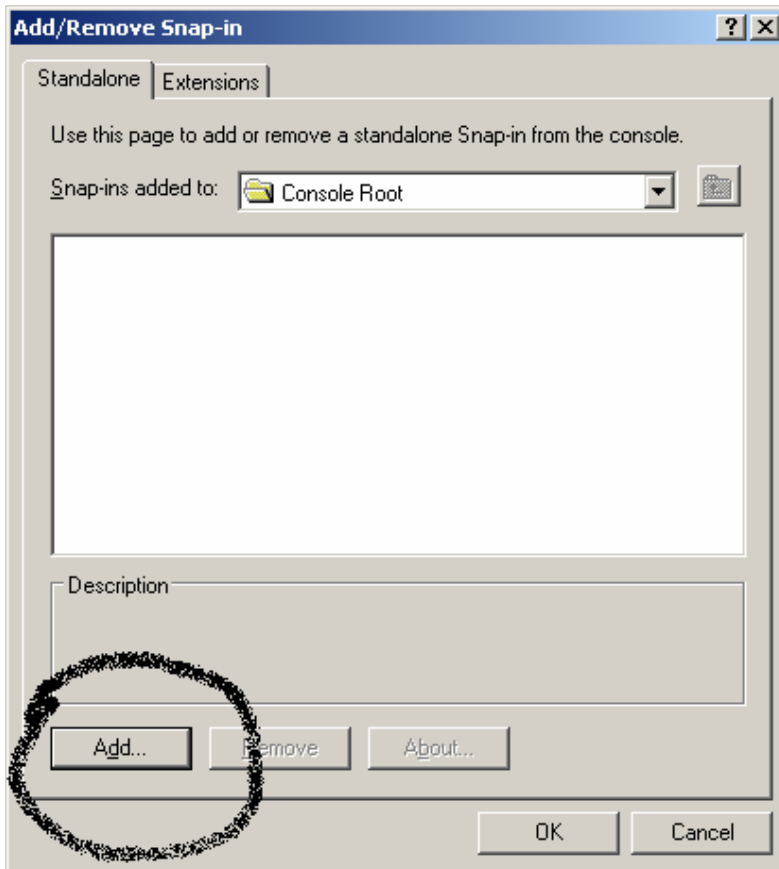 Add/Remove Snap-in
Standalone Extensions
Use this page to add or remove a standalone Snap-in from the console.
Snap-ins added to: Console Root
Description
Add... Remove About...
OK Cancel